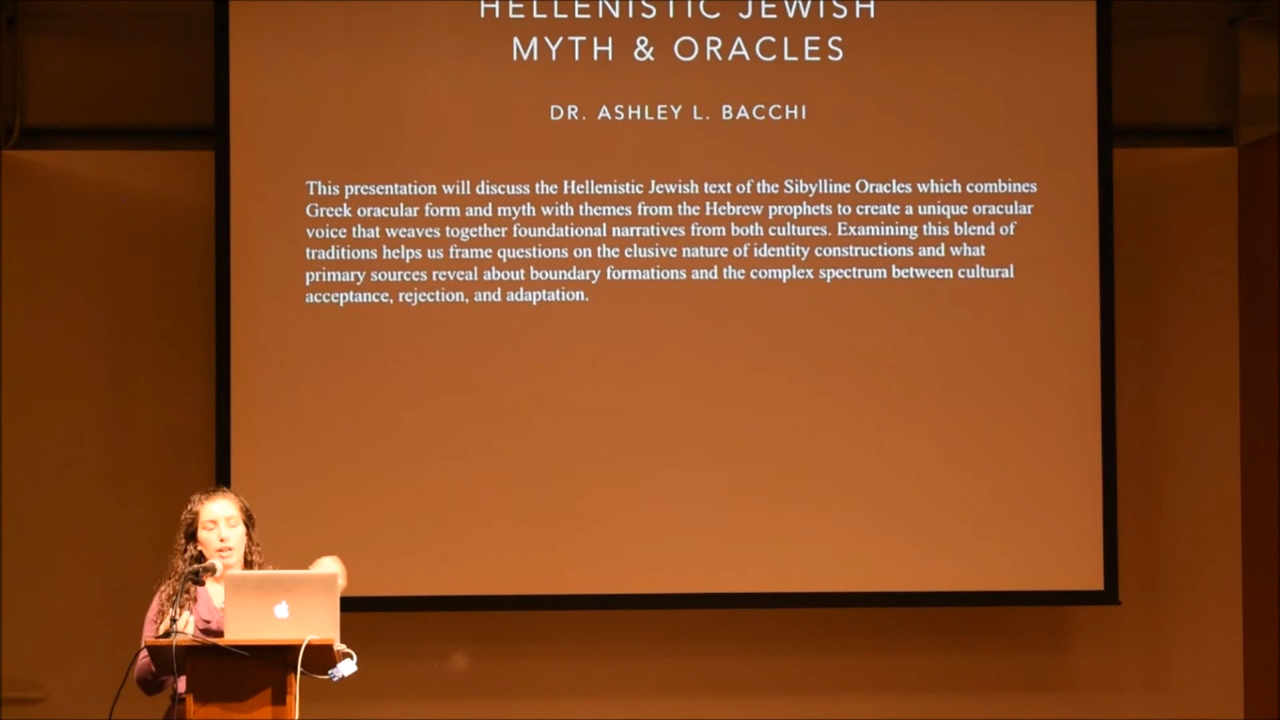 HELLENISTIC JEWISH
MYTH & ORACLES
DR. ASHLEY L. BACCHI
This presentation will discuss the Hellenistic Jewish text of the Sibylline Oracles which combines
Greek oracular form and myth with themes from the Hebrew prophets to create a unique oracular
voice that weaves together foundational narratives from both cultures. Examining this blend of
traditions helps us frame questions on the elusive nature of identity constructions and what
primary sources reveal about boundary formations and the complex spectrum between cultural
acceptance, rejection, and adaptation.